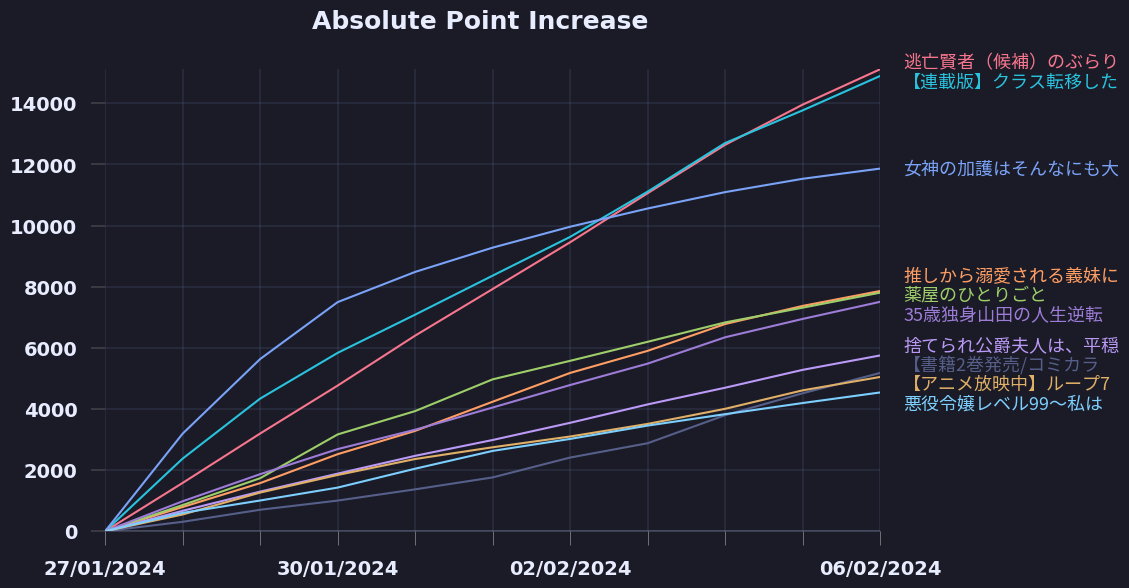 Absolute Point Increase
14000
12000
10000
8000
6000
4000
2000
0
27/01/2024
30/01/2024
02/02/2024
06/02/2024
逃亡賢者（候補）のぶらり
【連載版】クラス転移した
女神の加護はそんなにも大
推しから溺愛される義妹に
薬屋のひとりごと
35歳独身山田の人生逆転
捨てられ公爵夫人は、平穏
【書籍2巻発売/コミカラ
【アニメ放映中】ループ7
悪役令嬢レベル99～私は